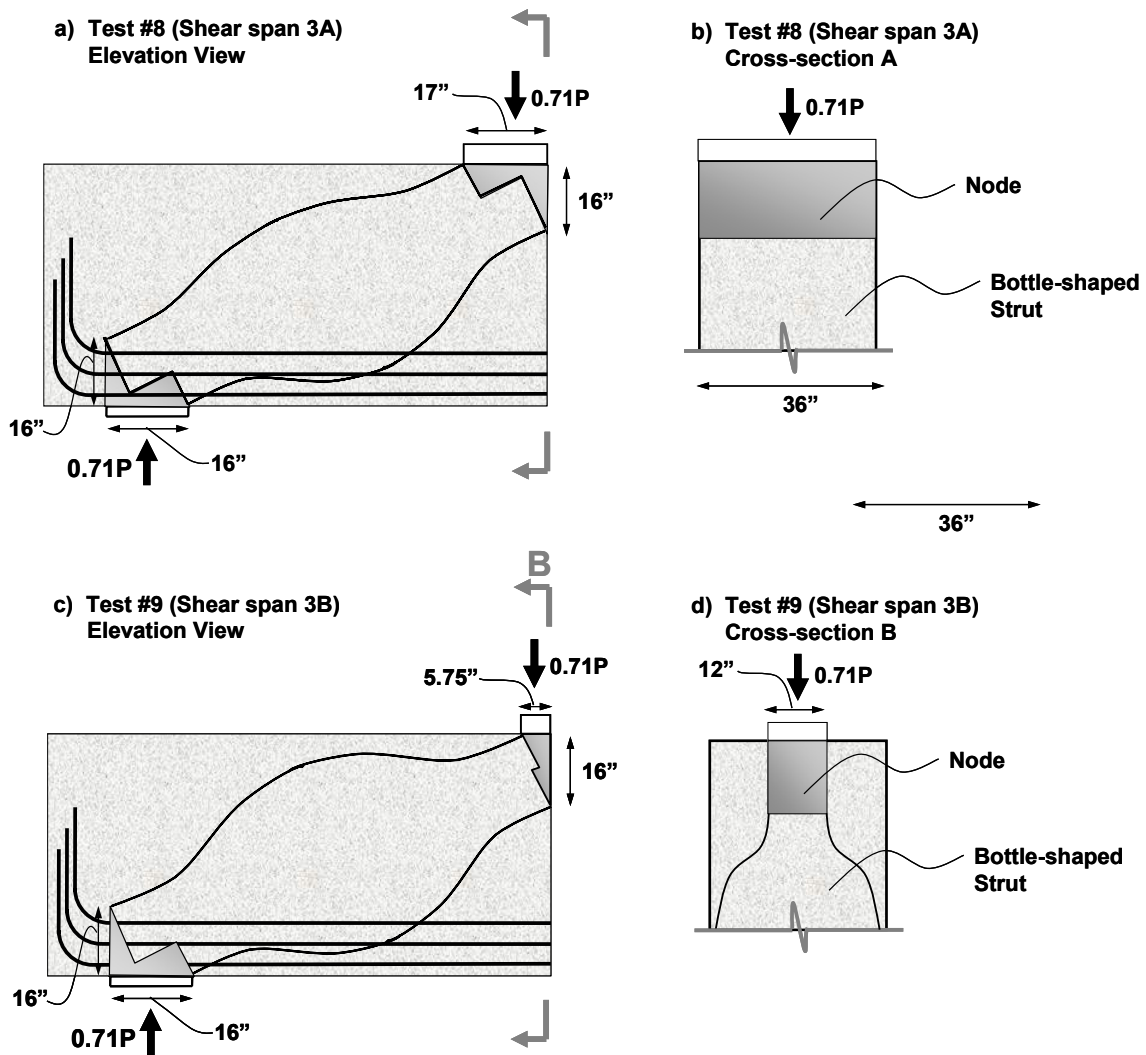 a) Test #8 (Shear span 3A)
Elevation View
17”
0.71P
16”
16”
0.71P
16”
b) Test #8 (Shear span 3A)
Cross-section A
0.71P
Node
Bottle-shaped
Strut
36”
36”
B
c) Test #9 (Shear span 3B)
Elevation View
5.75”
0.71P
16”
16”
0.71P
16”
d) Test #9 (Shear span 3B)
Cross-section B
12”
0.71P
Node
Bottle-shaped
Strut